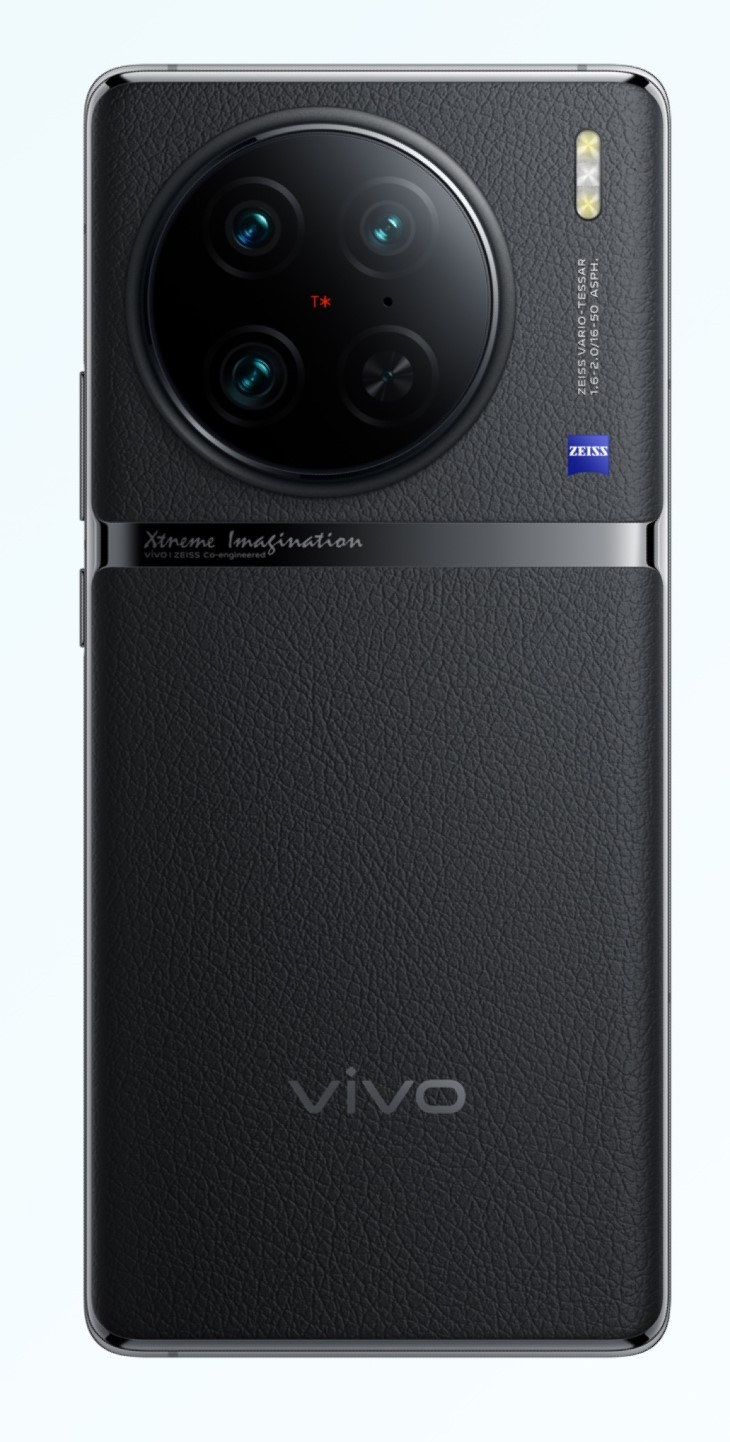 T*
ZEISS VARIO-TESSAR
1.6-2.0/16-50 ASPH.
ZEISS
Xtreme Imagination
vivo | ZEISS Co-engineered
vivo